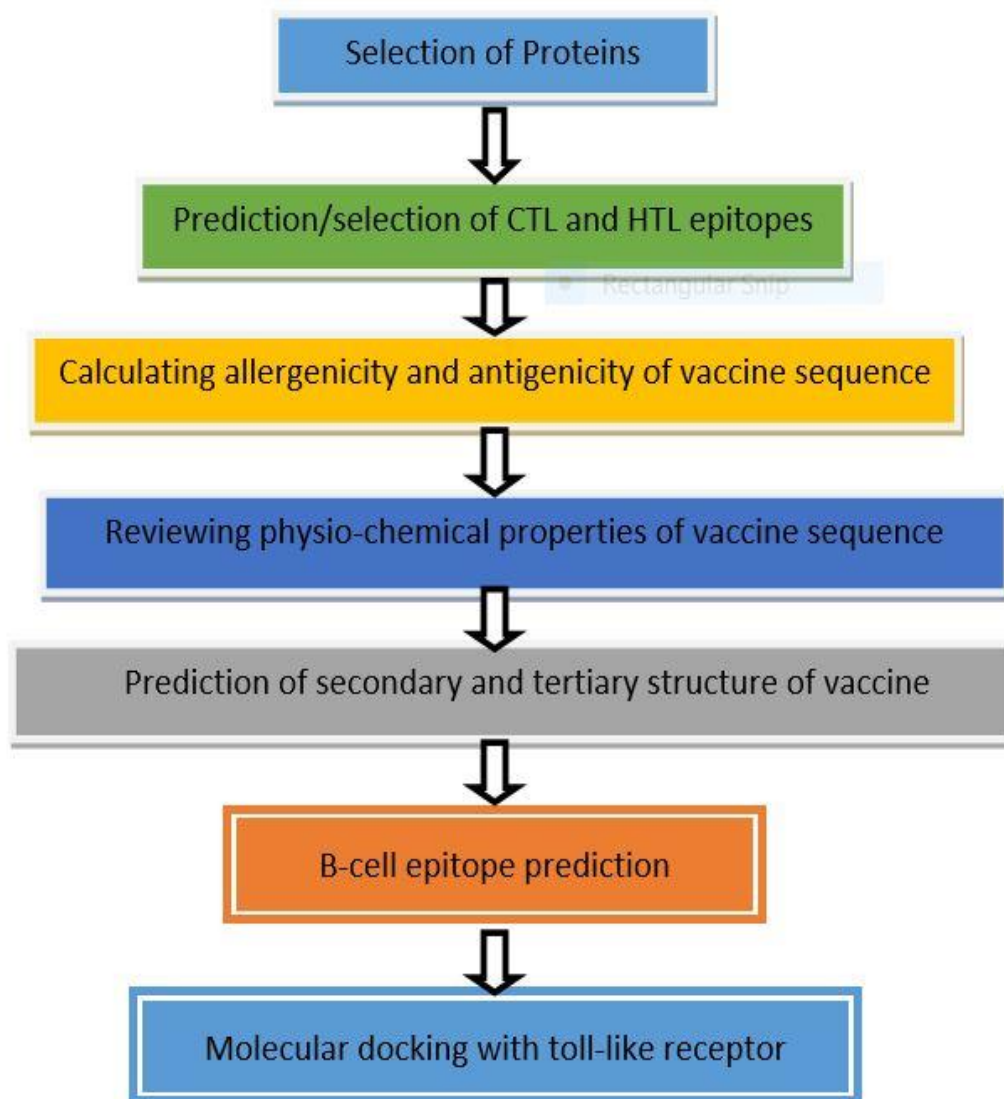 Selection of Proteins
Prediction/selection of CTL and HTL epitopes
Rectangular Snip
Calculating allergenicity and antigenicity of vaccine sequence
Reviewing physio-chemical properties of vaccine sequence
Prediction of secondary and tertiary structure of vaccine
B-cell epitope prediction
Molecular docking with toll-like receptor